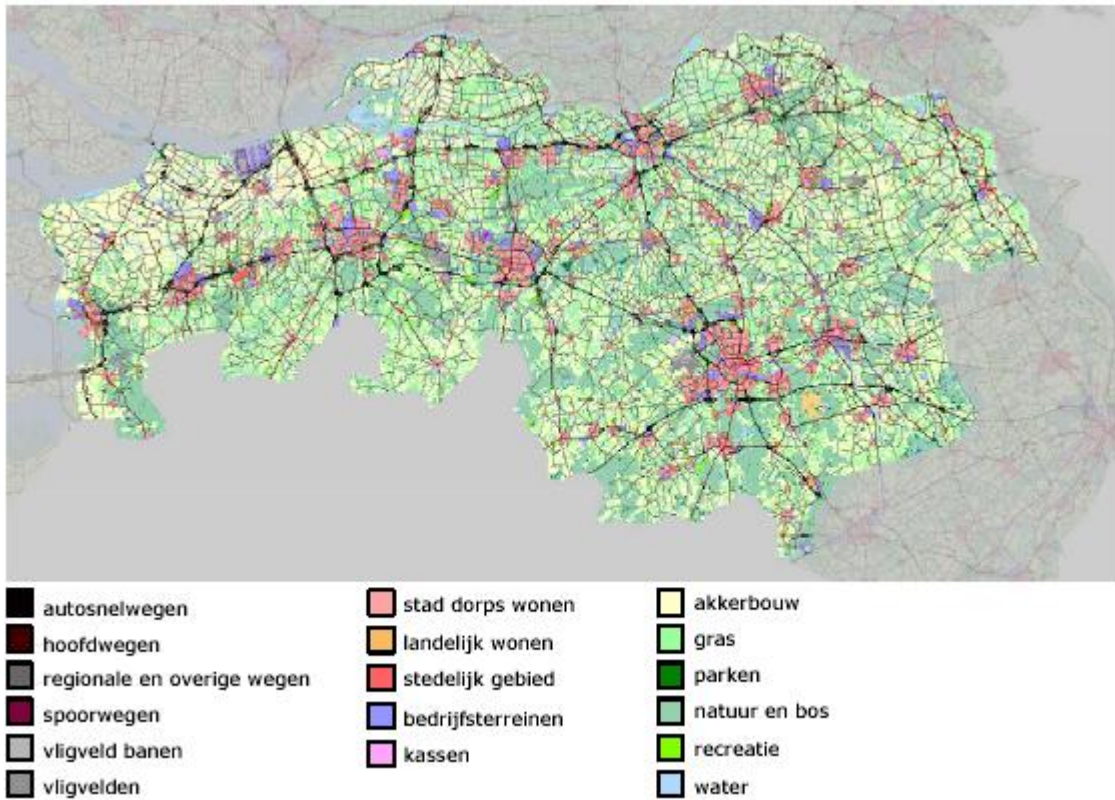 autosnelwegen
hoofdwegen
regionale en overige wegen
spoorwegen
vligveld banen
vligvelden
stad dorps wonen
landelijk wonen
stedelijk gebied
bedrijfsterreinen
kassen
akkerbouw
gras
parken
natuur en bos
recreatie
water